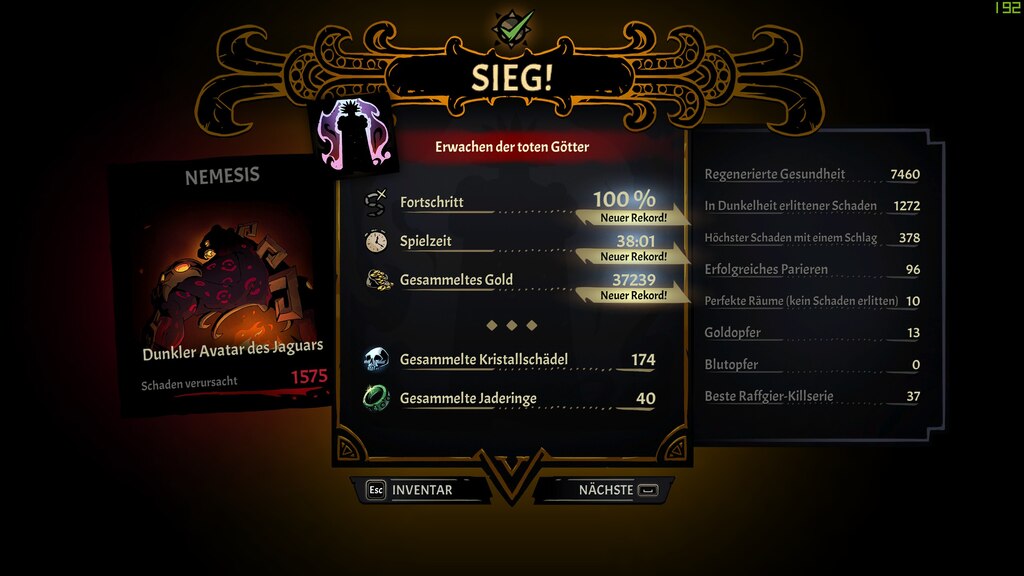 192
SIEG!
Erwachen der toten Götter
NEMESIS
Dunkler Avatar des Jaguars
Schaden verursacht 1575
Fortschritt 100 %
Neuer Rekord!
Spielzeit 38:01
Neuer Rekord!
Gesammeltes Gold 37239
Neuer Rekord!
Gesammelte Kristallschädel 174
Gesammelte Jaderinge 40
Regenerierte Gesundheit 7460
In Dunkelheit erlittener Schaden 1272
Höchster Schaden mit einem Schlag 378
Erfolgreiches Parieren 96
Perfekte Räume (kein Schaden erlitten) 10
Goldopfer 13
Blutopfer 0
Beste Raffgier-Killserie 37
Esc INVENTAR
NÄCHSTE